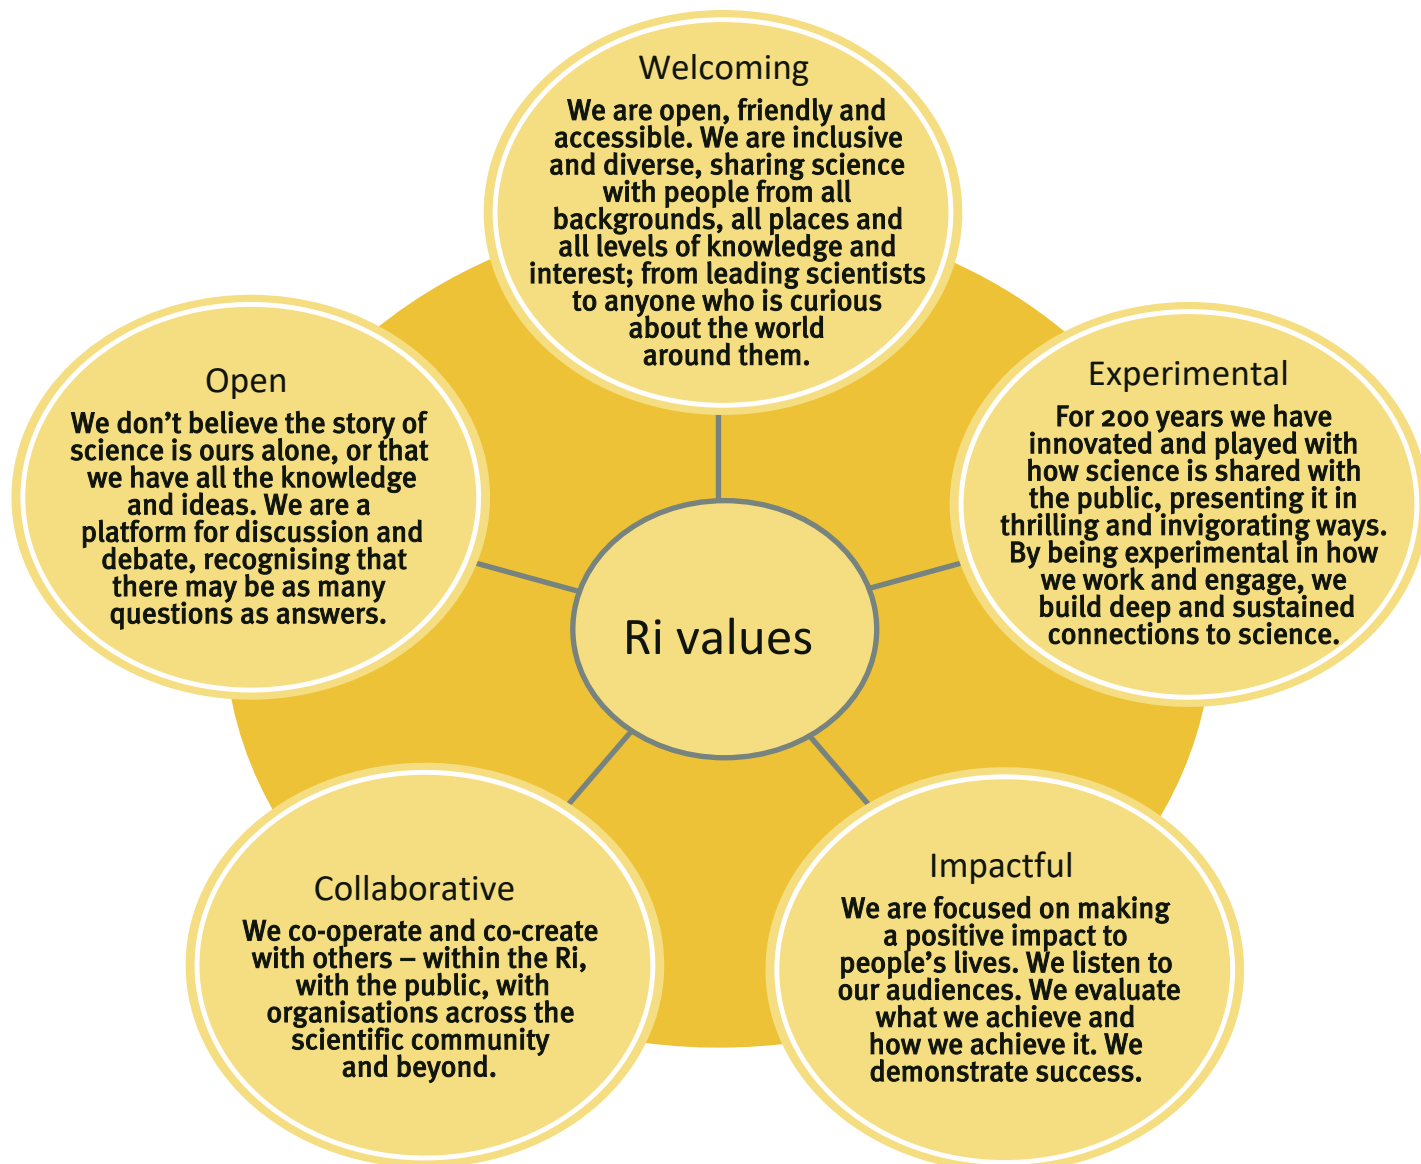 Welcoming
We are open, friendly and
accessible. We are inclusive
and diverse, sharing science
with people from all
backgrounds, all places and
all levels of knowledge and
interest; from leading scientists
to anyone who is curious
about the world
around them.
Experimental
For 200 years we have
innovated and played with
how science is shared with
the public, presenting it in
thrilling and invigorating ways.
By being experimental in how
we work and engage, we
build deep and sustained
connections to science.
Impactful
We are focused on making
a positive impact to
people’s lives. We listen to
our audiences. We evaluate
what we achieve and
how we achieve it. We
demonstrate success.
Collaborative
We co-operate and co-create
with others – within the Ri,
with the public, with
organisations across the
scientific community
and beyond.
Open
We don’t believe the story of
science is ours alone, or that
we have all the knowledge
and ideas. We are a
platform for discussion and
debate, recognising that
there may be as many
questions as answers.
Ri values